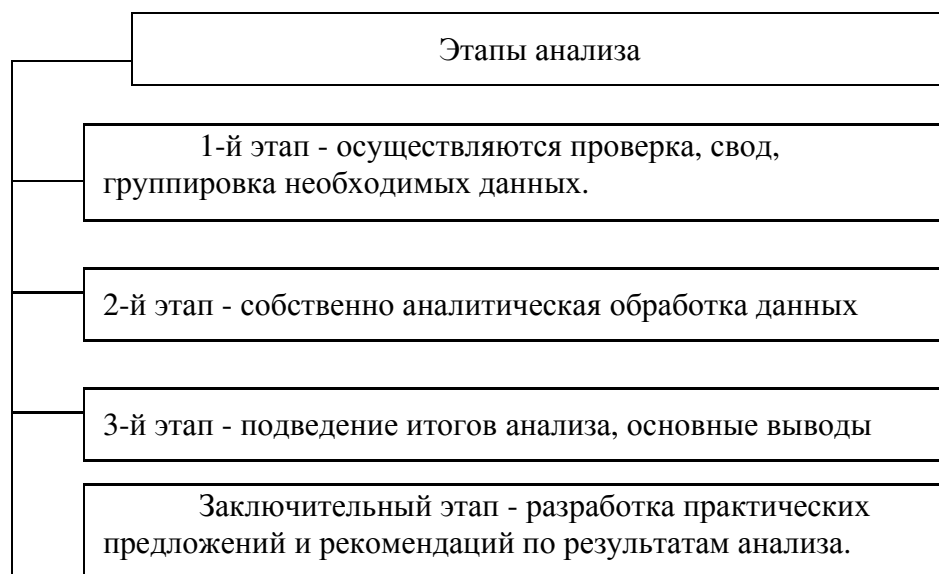 Этапы анализа
1-й этап - осуществляются проверка, свод,
группировка необходимых данных.
2-й этап - собственно аналитическая обработка данных
3-й этап - подведение итогов анализа, основные выводы
Заключительный этап - разработка практических
предложений и рекомендаций по результатам анализа.